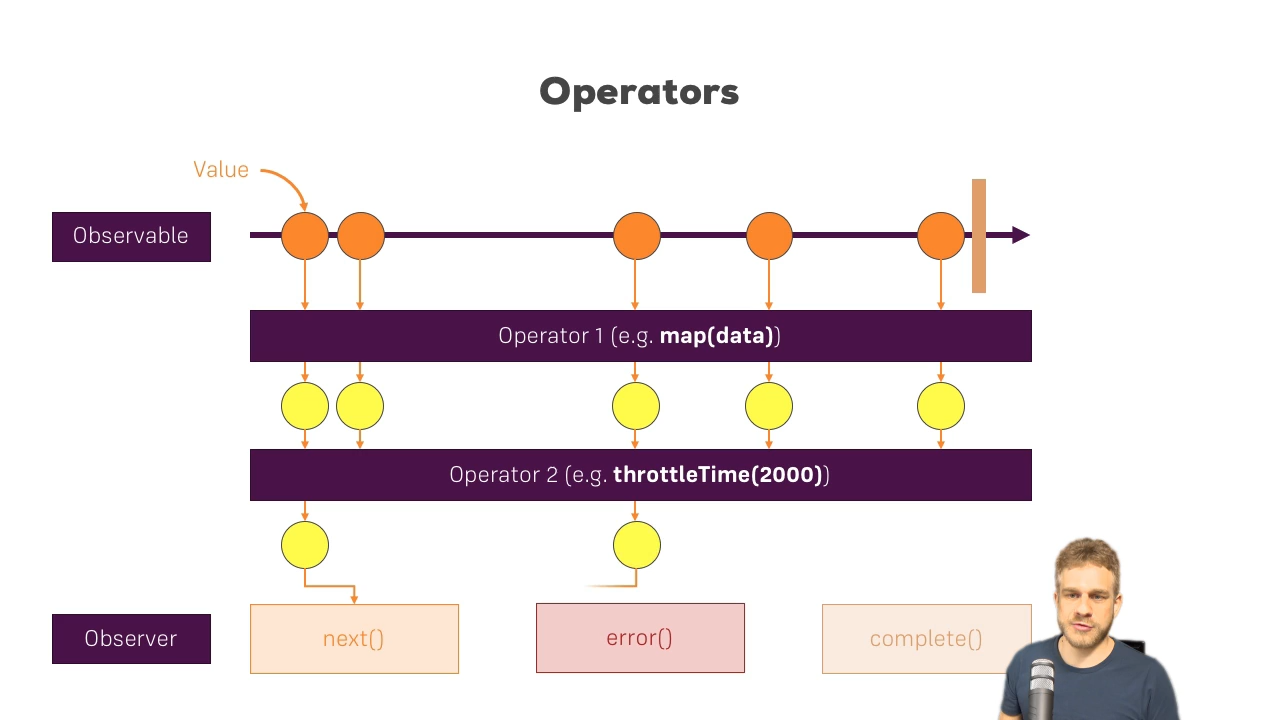 Operators
Value
Observable
Operator 1 (e.g. map(data))
Operator 2 (e.g. throttleTime(2000))
Observer
next()
error()
complete()